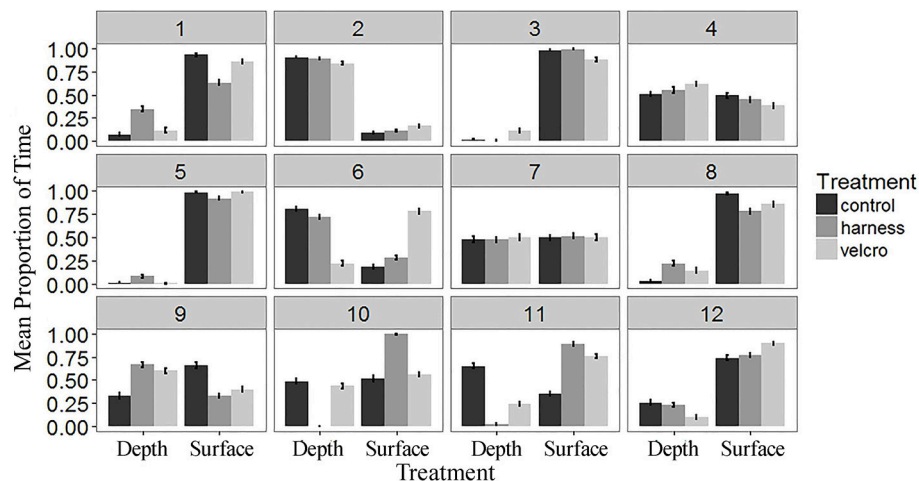 1 2 3 4
1.00
0.75
0.50
0.25
0.00
5 6 7 8
1.00
0.75
0.50
0.25
0.00
9 10 11 12
1.00
0.75
0.50
0.25
0.00
Mean Proportion of Time
Depth Surface Depth Surface Depth Surface Depth Surface
Treatment
Treatment
control
harness
velcro